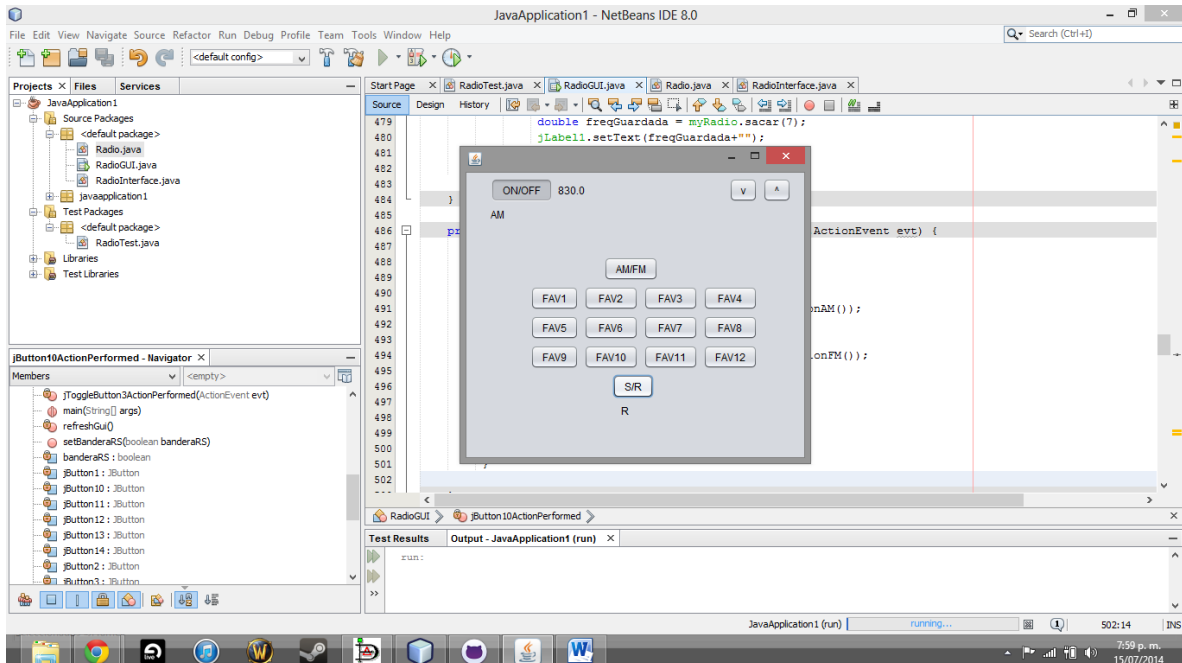 JavaApplication1 - NetBeans IDE 8.0
File Edit View Navigate Source Refactor Run Debug Profile Team Tools Window Help
Search (Ctrl+I)
<default config>
Projects Files Services
JavaApplication1
Source Packages
<default package>
Radio.java
RadioGUI.java
RadioInterface.java
javaapplication1
Test Packages
<default package>
RadioTest.java
Libraries
Test Libraries
jButton10ActionPerformed - Navigator
Members <empty>
jToggleButton3ActionPerformed(ActionEvent evt)
main(String[] args)
refreshGui()
setBanderaRS(boolean banderaRS)
banderaRS : boolean
jButton1 : JButton
jButton10 : JButton
jButton11 : JButton
jButton12 : JButton
jButton13 : JButton
jButton14 : JButton
jButton2 : JButton
jButton3 : JButton
Start Page RadioTest.java RadioGUI.java Radio.java RadioInterface.java
Source Design History
479 double freqGuardada = myRadio.sacar(7);
480 jLabel1.setText(freqGuardada+"");
481
482
483
484 }
485
486 pr ActionEvent evt) {
487
488
489
490
491 onAM());
492
493
494 onFM());
495
496
497
498
499
500
501 }
502
ON/OFF 830.0 v ^
AM
AM/FM
FAV1 FAV2 FAV3 FAV4
FAV5 FAV6 FAV7 FAV8
FAV9 FAV10 FAV11 FAV12
S/R
R
RadioGUI jButton10ActionPerformed
Test Results Output - JavaApplication1 (run)
run:
JavaApplication1 (run) running... 1 502:14 INS
live
7:59 p. m.
15/07/2014